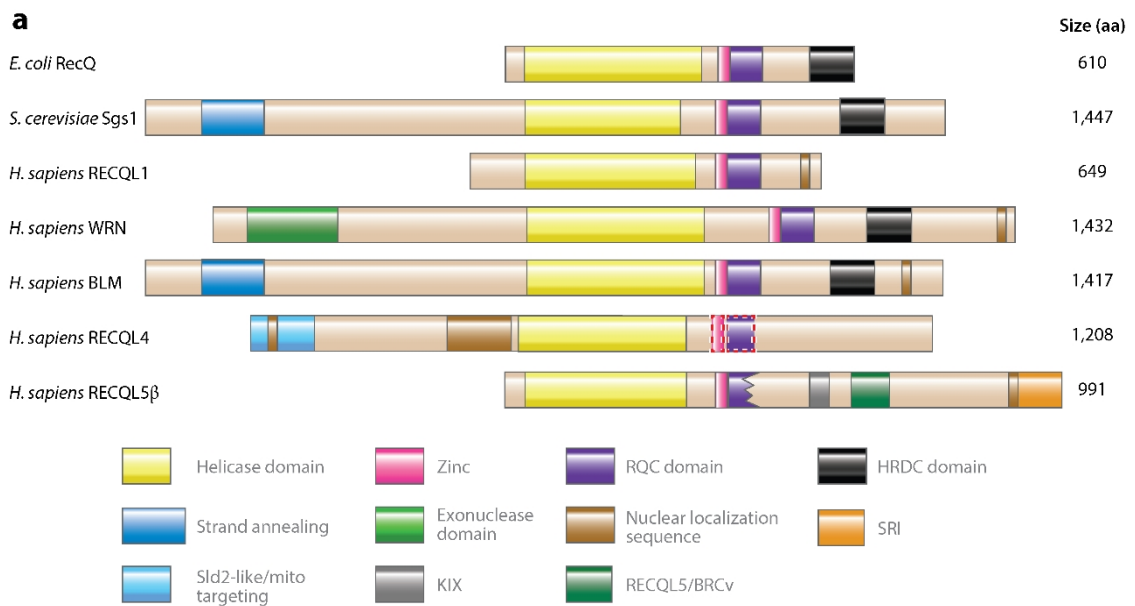 a
Size (aa)
E. coli RecQ 610
S. cerevisiae Sgs1 1,447
H. sapiens RECQL1 649
H. sapiens WRN 1,432
H. sapiens BLM 1,417
H. sapiens RECQL4 1,208
H. sapiens RECQL5β 991
Helicase domain
Zinc
RQC domain
HRDC domain
Strand annealing
Exonuclease
domain
Nuclear localization
sequence
SRI
Sld2-like/mito
targeting
KIX
RECQL5/BRCv